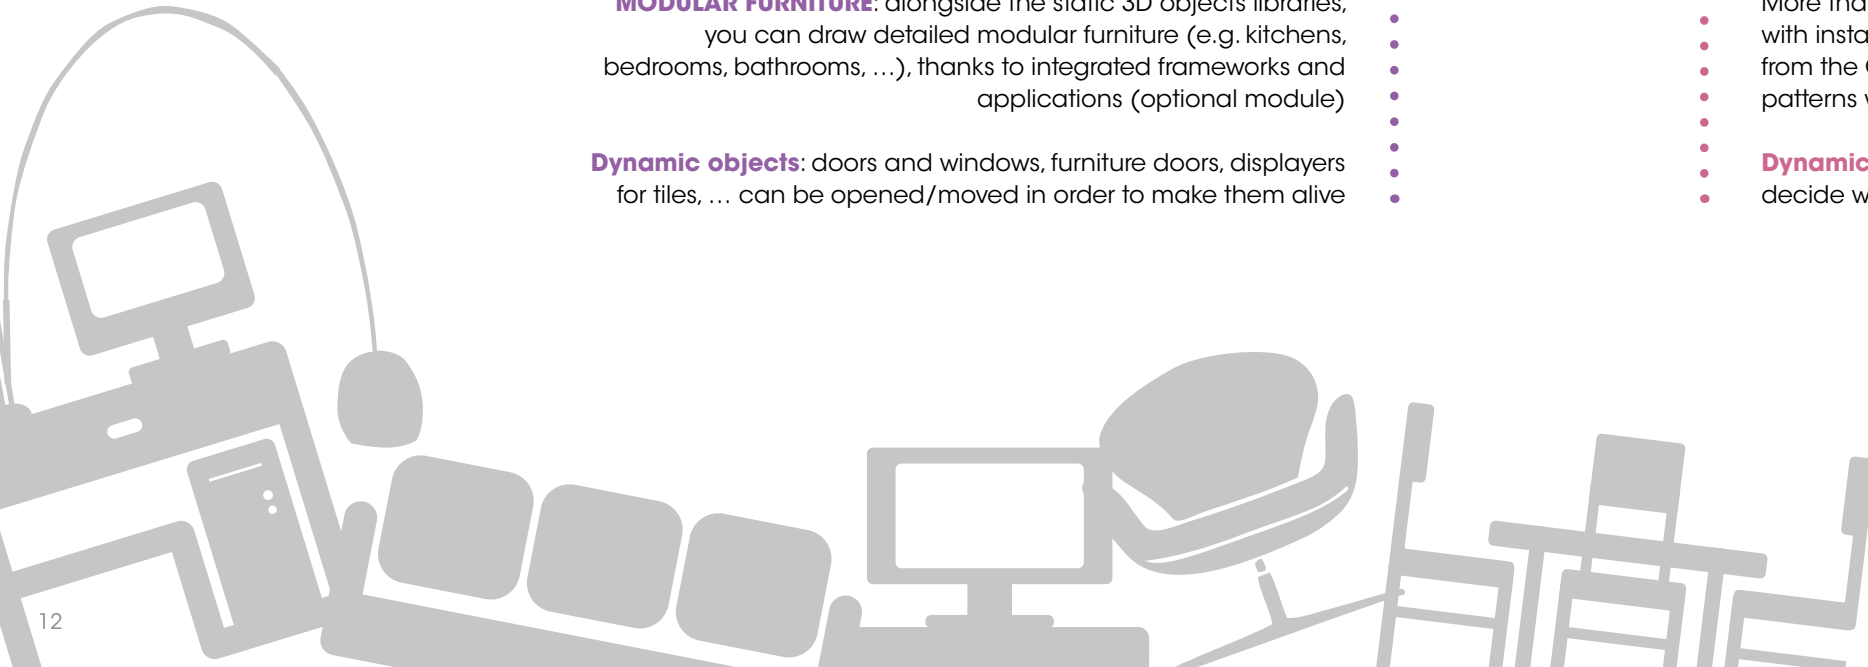 MODULAR FURNITURE: alongside the static 3D objects libraries,
you can draw detailed modular furniture (e.g. kitchens,
bedrooms, bathrooms, …), thanks to integrated frameworks and
applications (optional module)
Dynamic objects: doors and windows, furniture doors, displayers
for tiles, … can be opened/moved in order to make them alive
More tha
with insta
from the
patterns
Dynamic
decide w
12